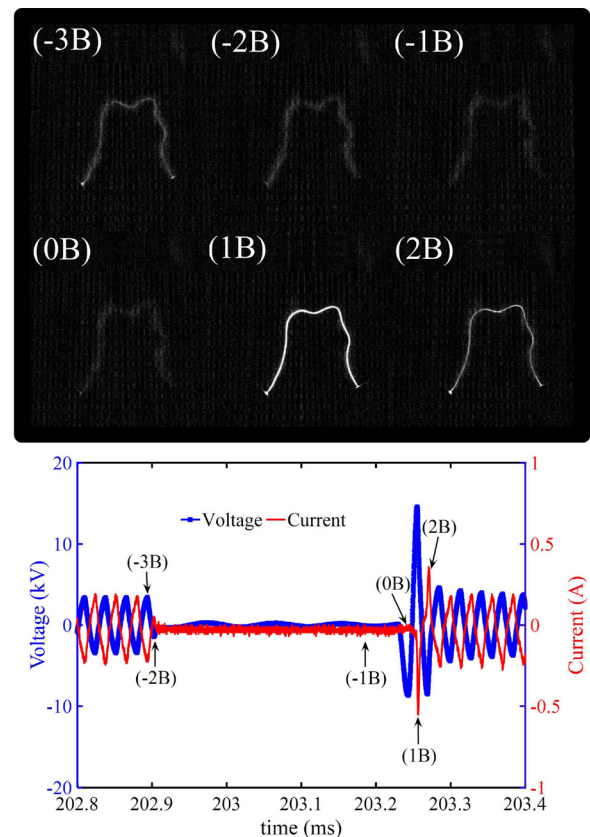 (-3B) (-2B) (-1B)
(0B) (1B) (2B)
20 1
Voltage Current
(2B)
(-3B)
10 0.5
(0B)
Voltage (kV) 0 0 Current (A)
(-2B) (-1B)
-10 -0.5
(1B)
-20 -1
202.8 202.9 203 203.1 203.2 203.3 203.4
time (ms)